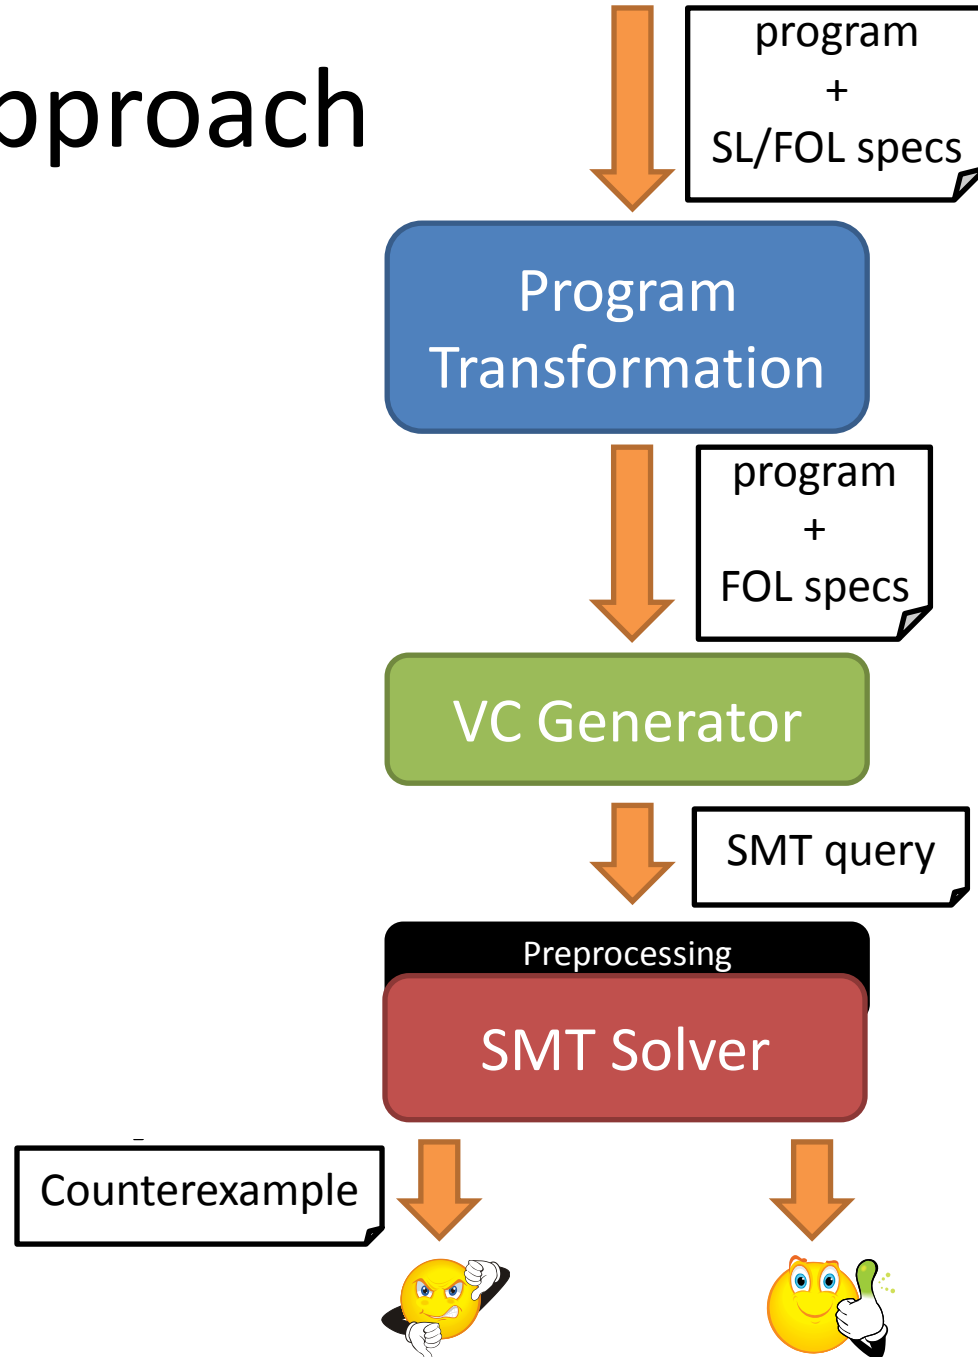 pproach
program
+
SL/FOL specs
Program
Transformation
program
+
FOL specs
VC Generator
SMT query
Preprocessing
SMT Solver
Counterexample